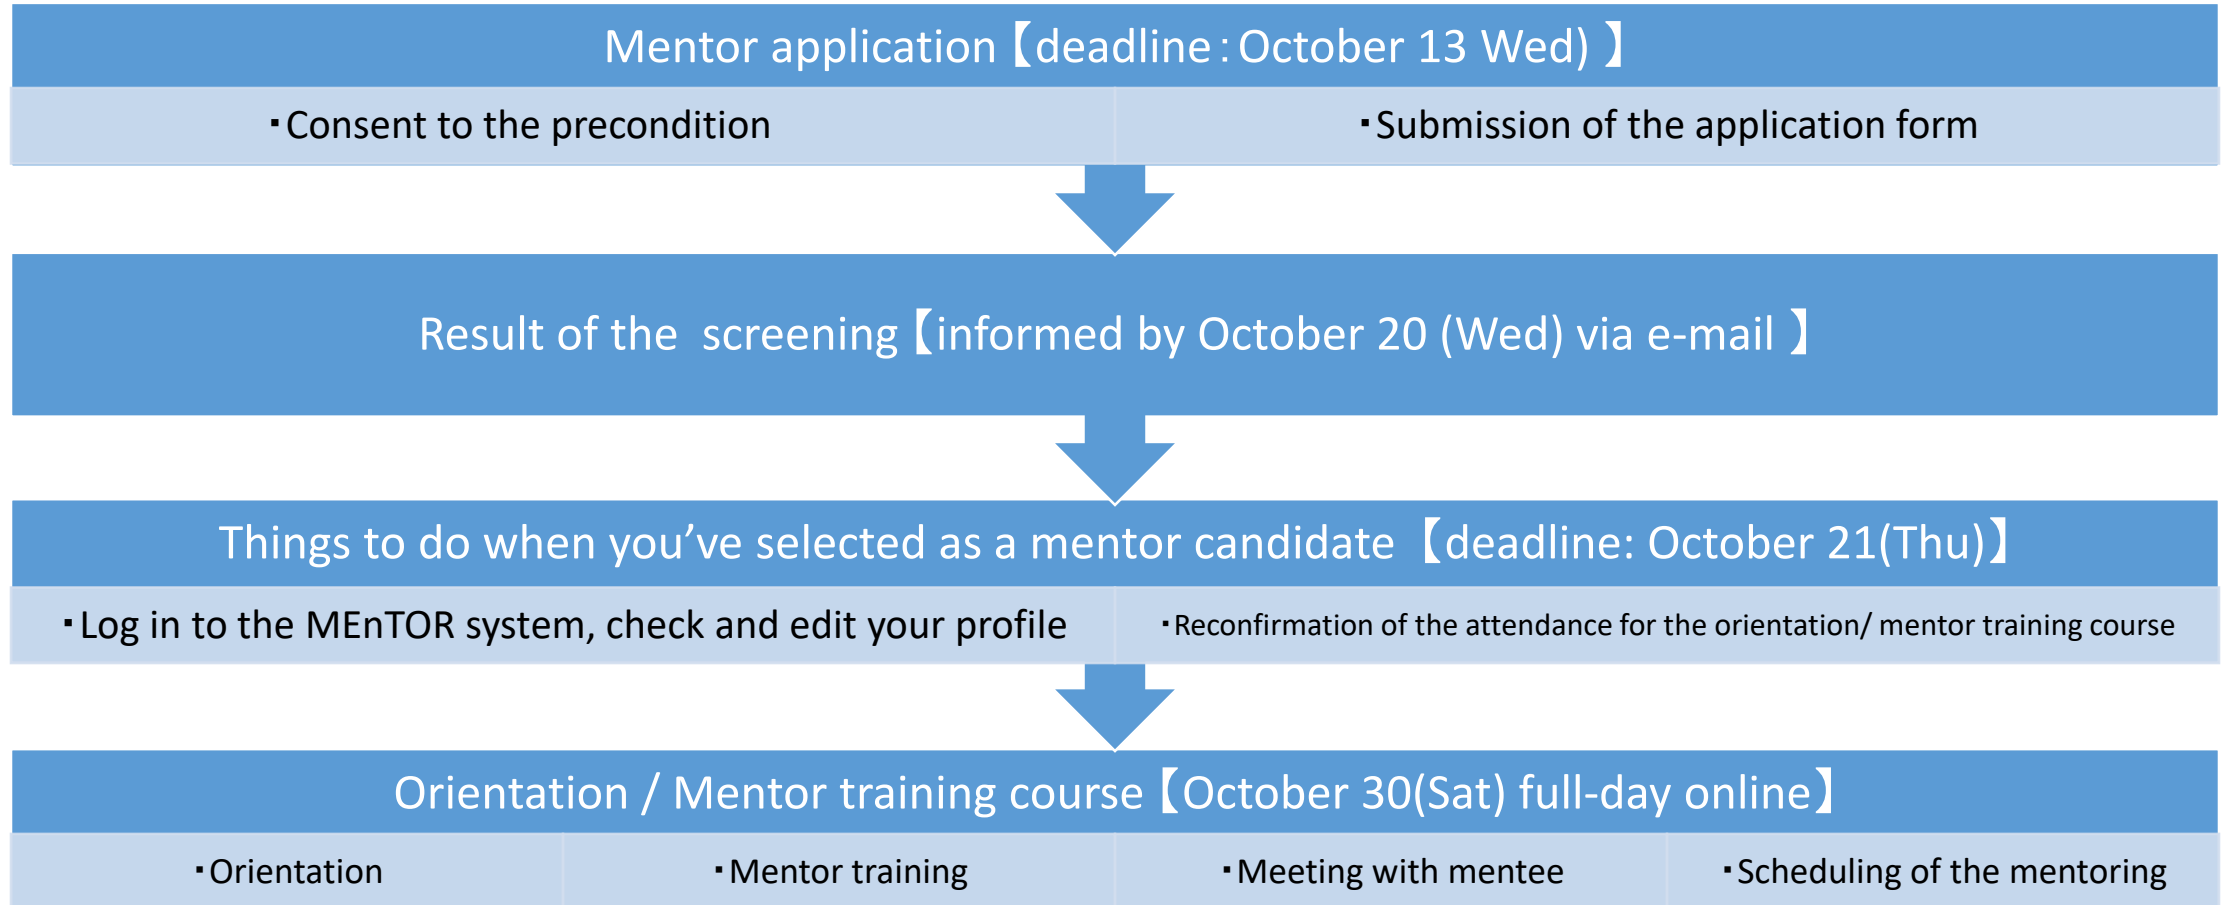 Mentor application【deadline：October 13 Wed) 】
・Consent to the precondition
・Submission of the application form
Result of the  screening【informed by October 20 (Wed) via e-mail 】
Things to do when you’ve selected as a mentor candidate 【deadline: October 21(Thu)】
・Log in to the MEnTOR system, check and edit your profile
・Reconfirmation of the attendance for the orientation/ mentor training course
Orientation / Mentor training course【October 30(Sat) full-day online】
・Orientation
・Mentor training
・Meeting with mentee
・Scheduling of the mentoring